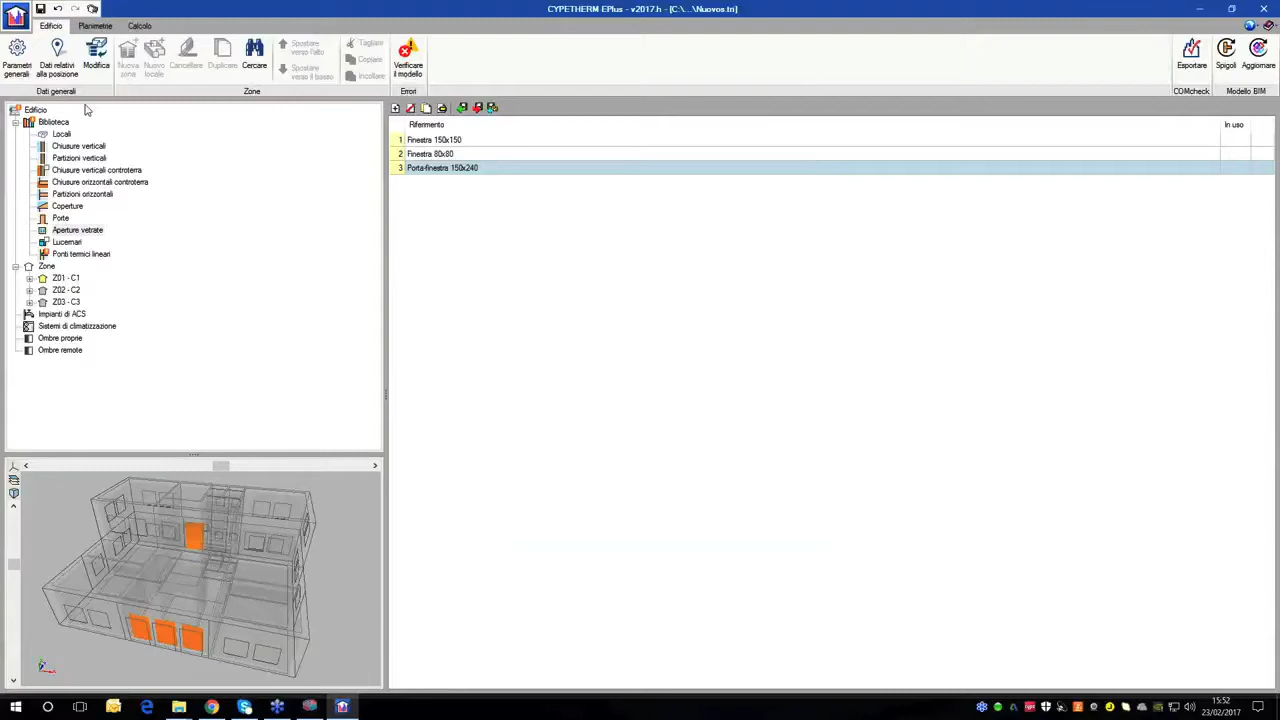 CYPETHERM EPlus - v2017.h - [C:\...\Nuovos.tri]
Edificio Planimetrie Calcolo
Parametri generali
Dati relativi alla posizione
Modifica
Nuova zona
Nuovo locale
Cancellare
Duplicare
Cercare
Spostare verso l'alto
Spostare verso il basso
Tagliare
Copiare
Incollare
Verificare il modello
Esportare
Spigoli
Aggiornare
Dati generali
Zone
Errori
COMcheck
Modello BIM
Edificio
Biblioteca
Locali
Chiusure verticali
Partizioni verticali
Chiusure verticali controterra
Chiusure orizzontali controterra
Partizioni orizzontali
Coperture
Porte
Aperture vetrate
Lucernari
Ponti termici lineari
Zone
Z01 - C1
Z02 - C2
Z03 - C3
Impianti di ACS
Sistemi di climatizzazione
Ombre proprie
Ombre remote
Riferimento In uso
1 Finestra 150x150
2 Finestra 80x80
3 Porta-finestra 150x240
15:52
23/02/2017